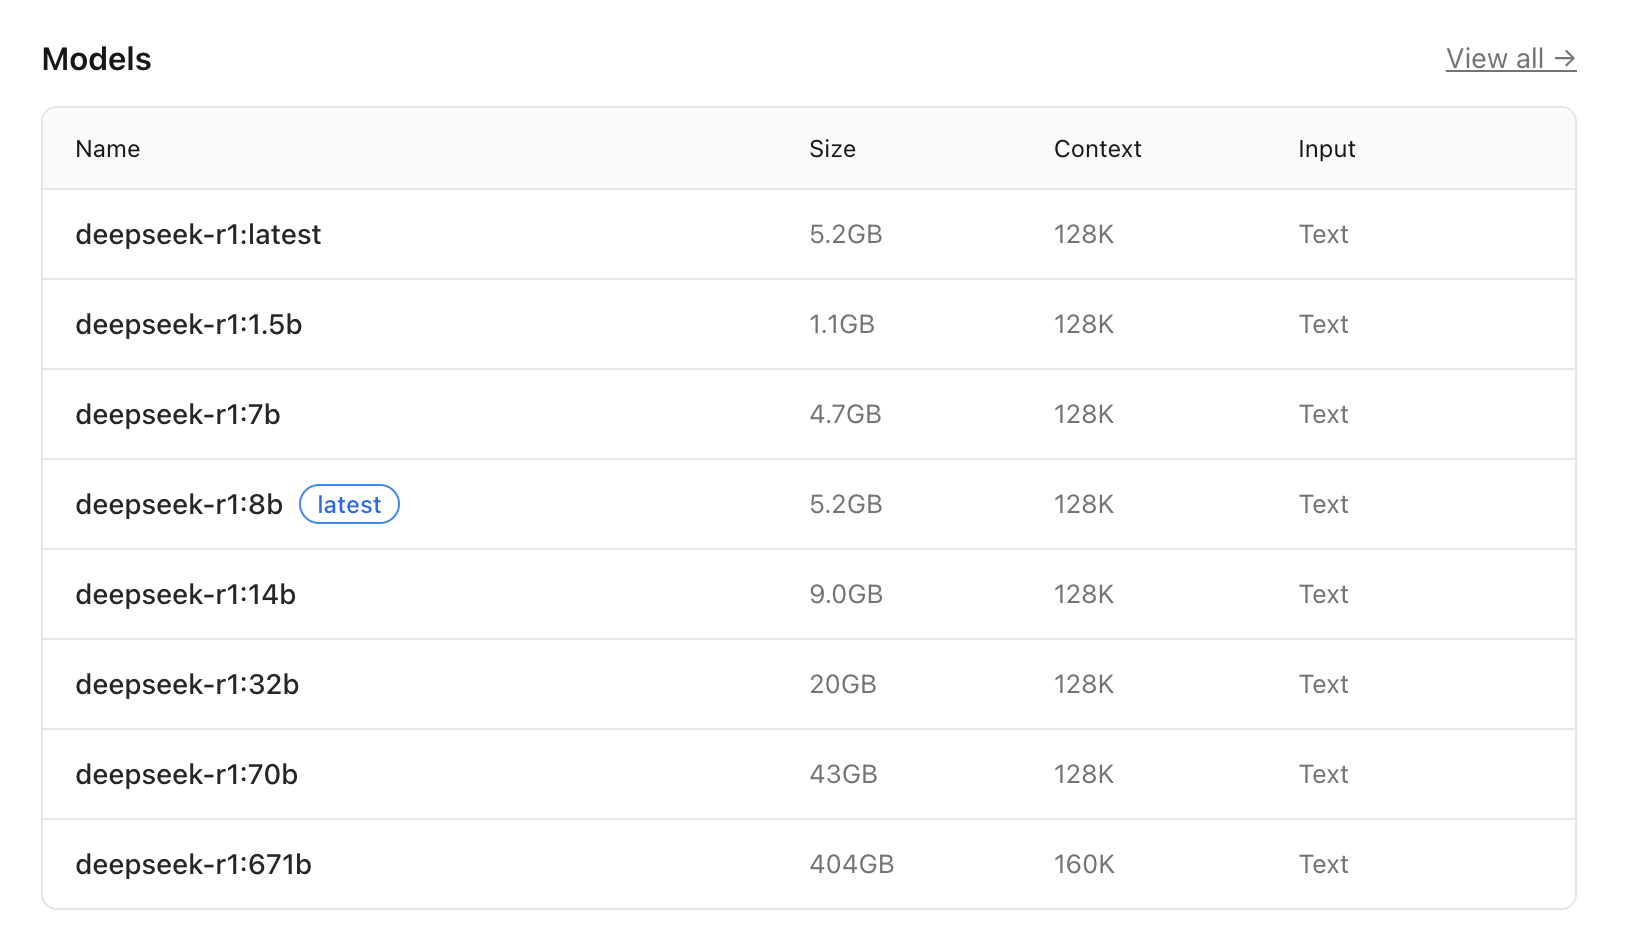 Models View all →
Name Size Context Input
deepseek-r1:latest 5.2GB 128K Text
deepseek-r1:1.5b 1.1GB 128K Text
deepseek-r1:7b 4.7GB 128K Text
deepseek-r1:8b latest 5.2GB 128K Text
deepseek-r1:14b 9.0GB 128K Text
deepseek-r1:32b 20GB 128K Text
deepseek-r1:70b 43GB 128K Text
deepseek-r1:671b 404GB 160K Text